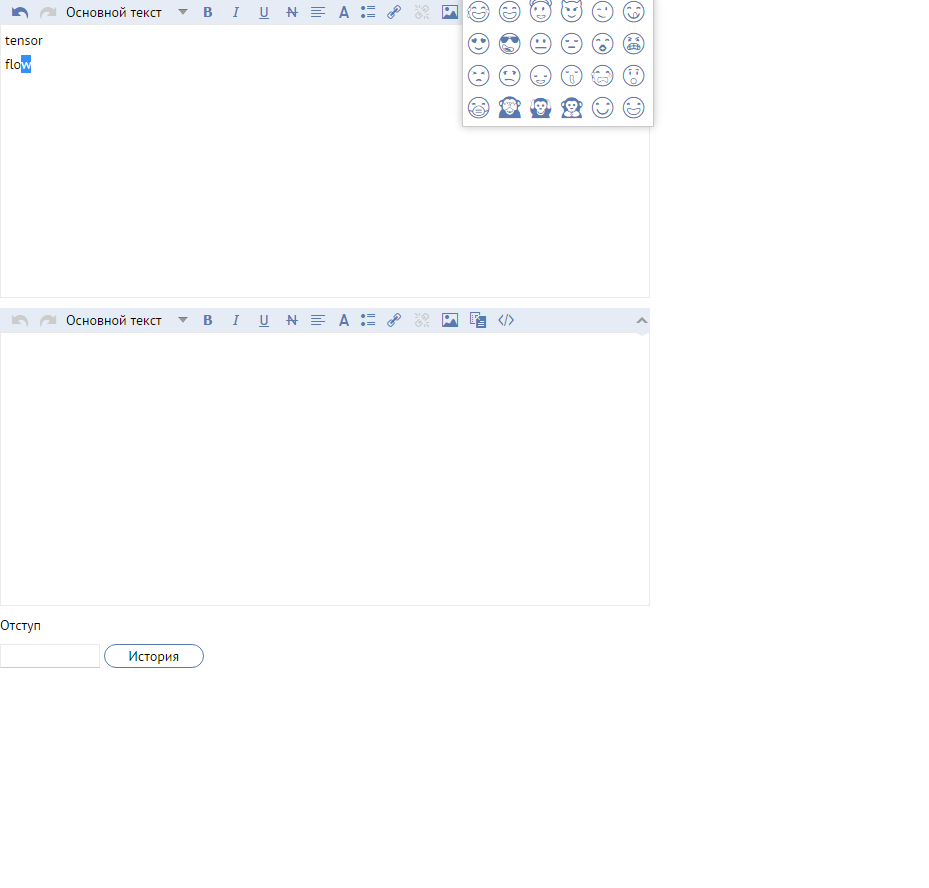 Основной текст B I U N A
tensor
flow
Основной текст B I U N A </>
Отступ
История